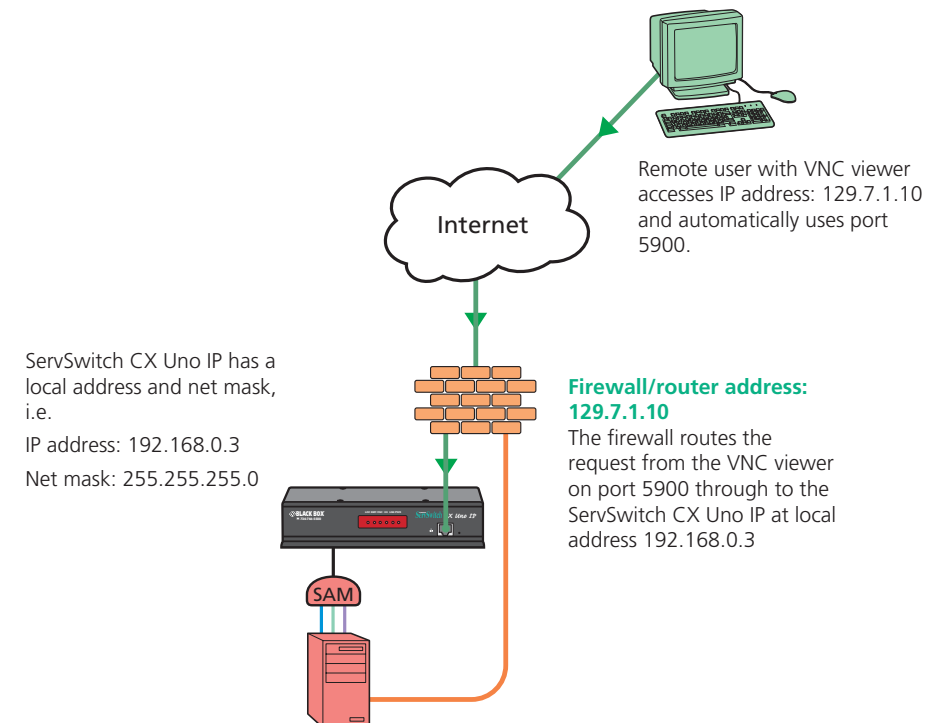 Remote user with VNC viewer
accesses IP address: 129.7.1.10
and automatically uses port
5900.
Internet
ServSwitch CX Uno IP has a
local address and net mask,
i.e.
IP address: 192.168.0.3
Net mask: 255.255.255.0
Firewall/router address:
129.7.1.10
The firewall routes the
request from the VNC viewer
on port 5900 through to the
ServSwitch CX Uno IP at local
address 192.168.0.3
BLACK BOX
ServSwitch CX Uno IP
SAM